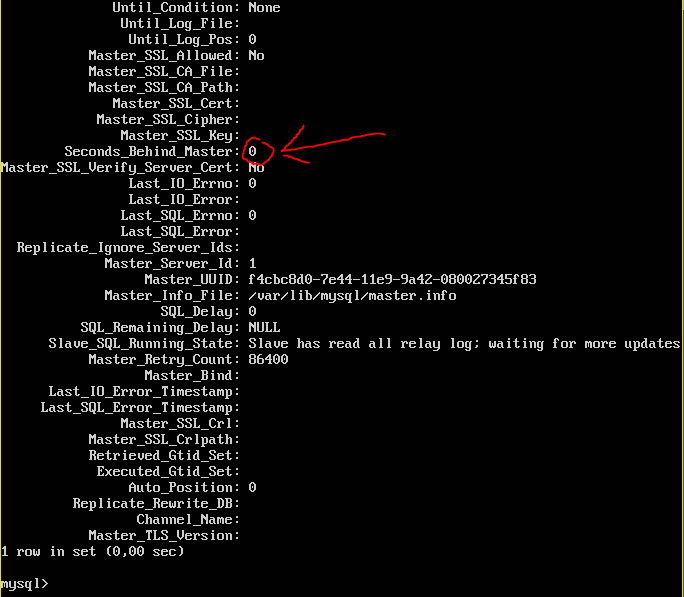 Until_Condition: None
Until_Log_File:
Until_Log_Pos: 0
Master_SSL_Allowed: No
Master_SSL_CA_File:
Master_SSL_CA_Path:
Master_SSL_Cert:
Master_SSL_Cipher:
Master_SSL_Key:
Seconds_Behind_Master: 0
Master_SSL_Verify_Server_Cert: No
Last_IO_Errno: 0
Last_IO_Error:
Last_SQL_Errno: 0
Last_SQL_Error:
Replicate_Ignore_Server_Ids:
Master_Server_Id: 1
Master_UUID: f4cbc8d0-7e44-11e9-9a42-080027345f83
Master_Info_File: /var/lib/mysql/master.info
SQL_Delay: 0
SQL_Remaining_Delay: NULL
Slave_SQL_Running_State: Slave has read all relay log; waiting for more updates
Master_Retry_Count: 86400
Master_Bind:
Last_IO_Error_Timestamp:
Last_SQL_Error_Timestamp:
Master_SSL_Crl:
Master_SSL_Crlpath:
Retrieved_Gtid_Set:
Executed_Gtid_Set:
Auto_Position: 0
Replicate_Rewrite_DB:
Channel_Name:
Master_TLS_Version:
1 row in set (0,00 sec)
mysql>